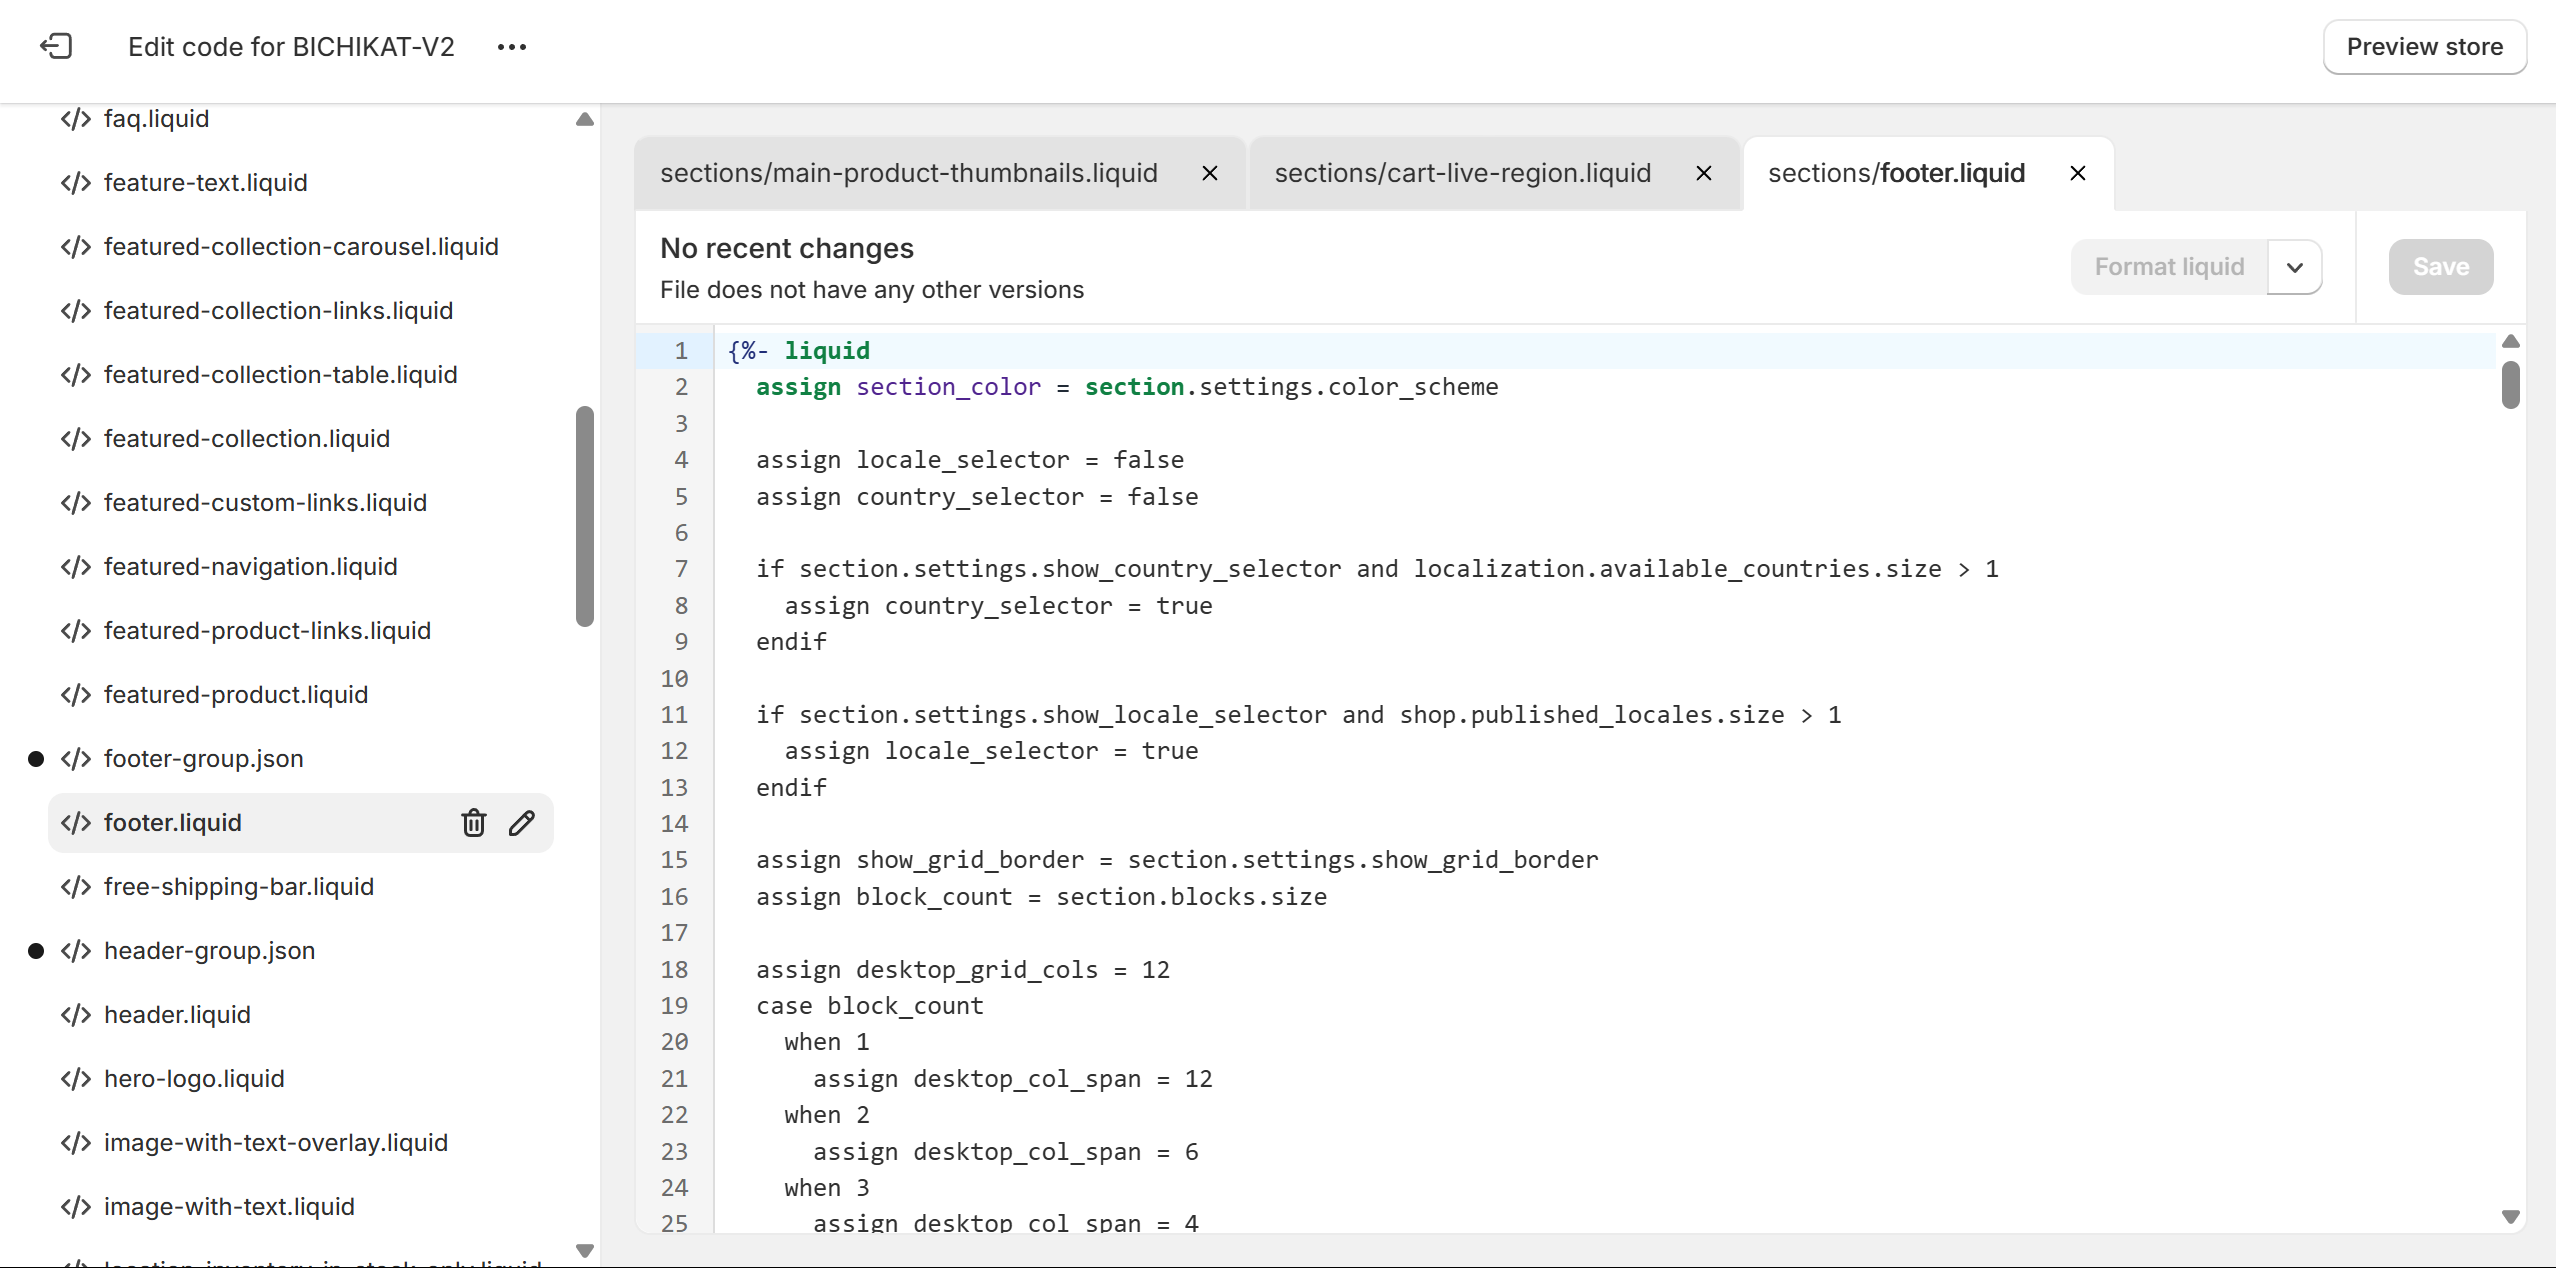 Edit code for BICHIKAT-V2
Preview store
faq.liquid
feature-text.liquid
featured-collection-carousel.liquid
featured-collection-links.liquid
featured-collection-table.liquid
featured-collection.liquid
featured-custom-links.liquid
featured-navigation.liquid
featured-product-links.liquid
featured-product.liquid
footer-group.json
footer.liquid
free-shipping-bar.liquid
header-group.json
header.liquid
hero-logo.liquid
image-with-text-overlay.liquid
image-with-text.liquid
location-inventory-in-stock-only.liquid
sections/main-product-thumbnails.liquid
sections/cart-live-region.liquid
sections/footer.liquid
No recent changes
File does not have any other versions
Format liquid
Save
1 {%- liquid
2 assign section_color = section.settings.color_scheme
3
4 assign locale_selector = false
5 assign country_selector = false
6
7 if section.settings.show_country_selector and localization.available_countries.size > 1
8 assign country_selector = true
9 endif
10
11 if section.settings.show_locale_selector and shop.published_locales.size > 1
12 assign locale_selector = true
13 endif
14
15 assign show_grid_border = section.settings.show_grid_border
16 assign block_count = section.blocks.size
17
18 assign desktop_grid_cols = 12
19 case block_count
20 when 1
21 assign desktop_col_span = 12
22 when 2
23 assign desktop_col_span = 6
24 when 3
25 assign desktop_col_span = 4